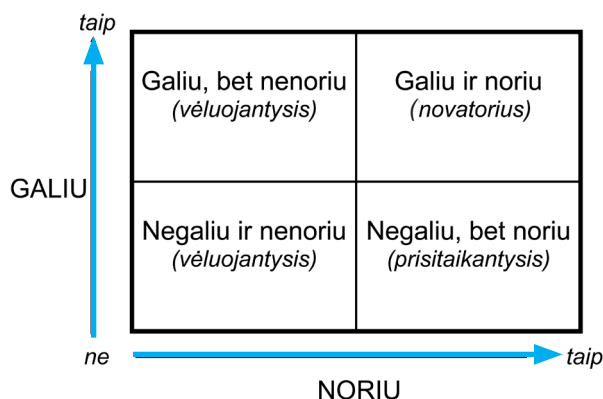 taip
Galiu, bet nenoriu
(vėluojantysis)
Galiu ir noriu
(novatorius)
GALIU
Negaliu ir nenoriu
(vėluojantysis)
Negaliu, bet noriu
(prisitaikantysis)
ne
taip
NORIU